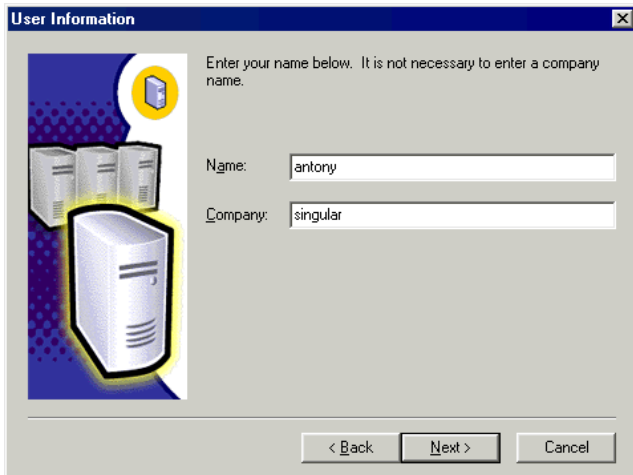 User Information
Enter your name below.  It is not necessary to enter a company
name.
Name: antony
Company: singular
< Back Next > Cancel